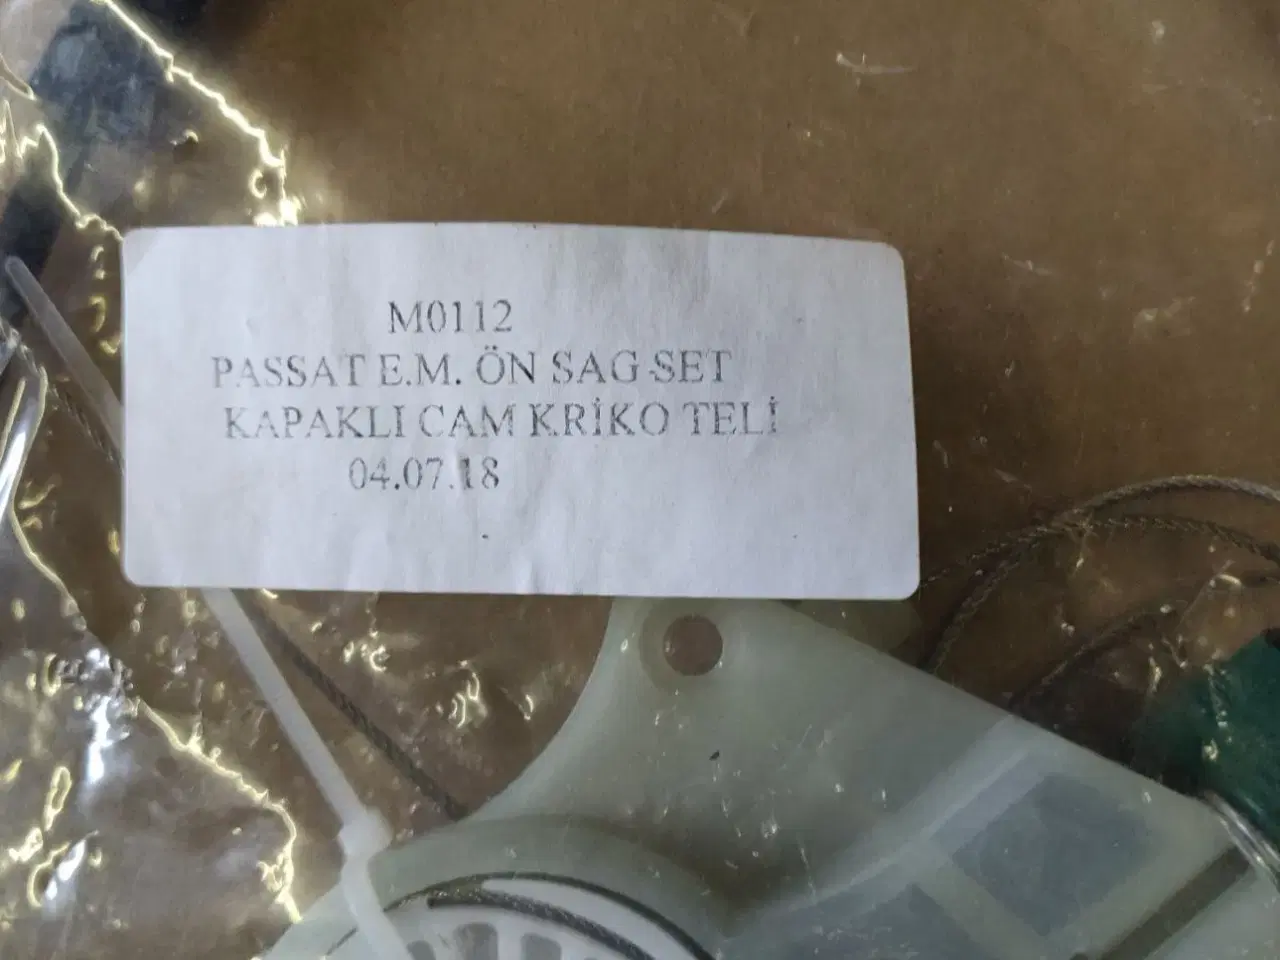 M0112
PASSAT E.M. ÖN SAG SET
KAPAKLI CAM KRİKO TELİ
04.07.18